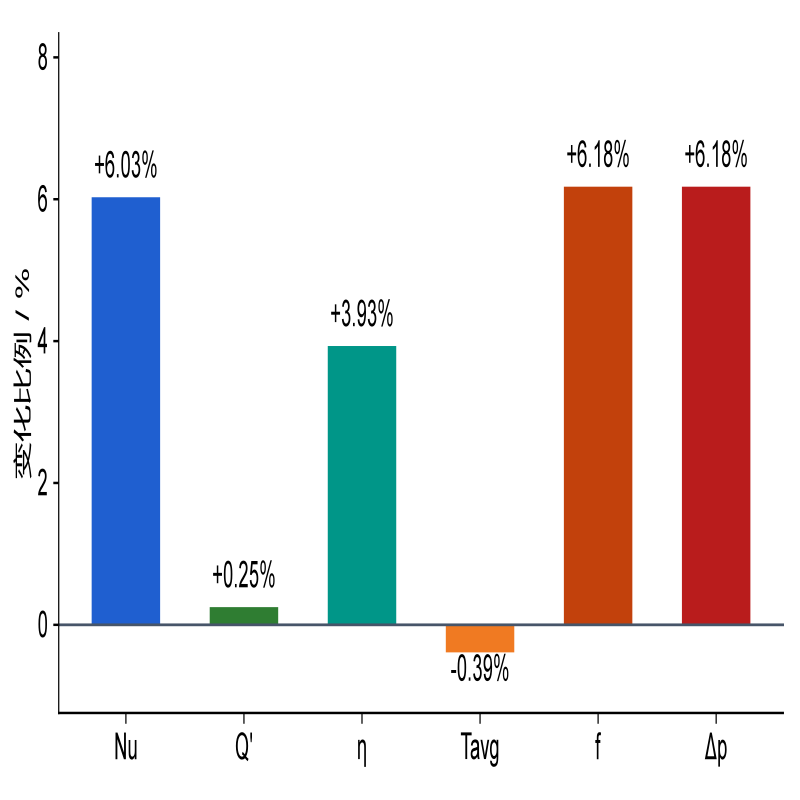 变化比例 / %
8
6
4
2
0
+6.03%
+0.25%
+3.93%
-0.39%
+6.18%
+6.18%
Nu
Q'
η
Tavg
f
Δp